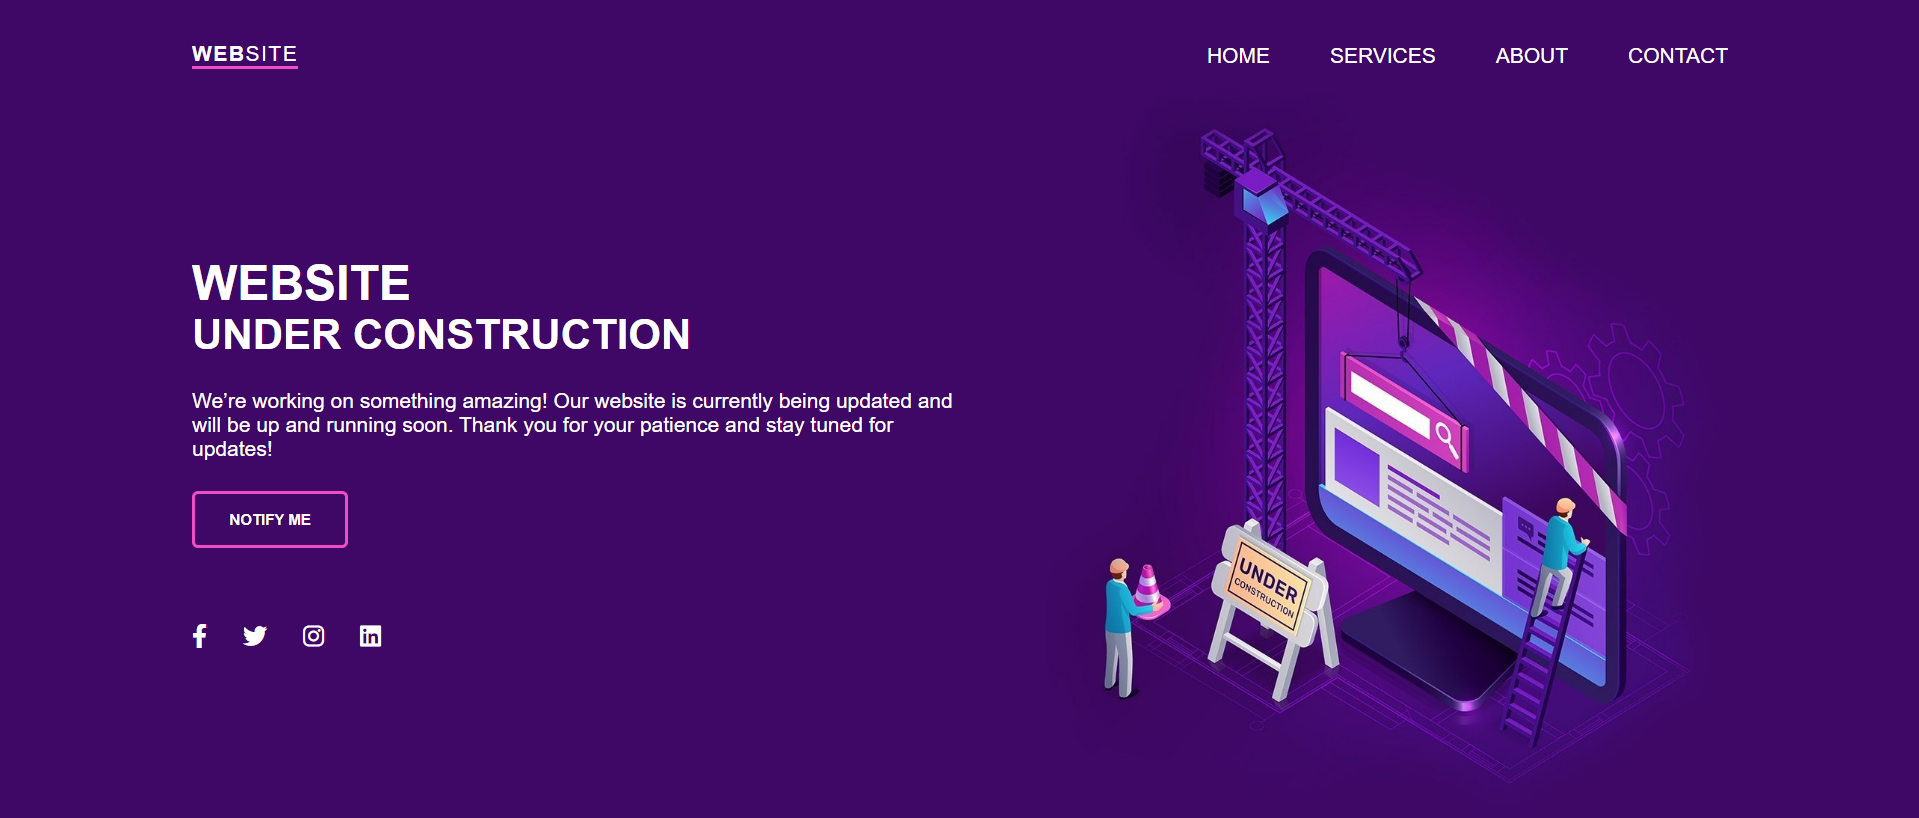 WEBSITE
HOME SERVICES ABOUT CONTACT
WEBSITE
UNDER CONSTRUCTION
We’re working on something amazing! Our website is currently being updated and
will be up and running soon. Thank you for your patience and stay tuned for
updates!
NOTIFY ME
UNDER
CONSTRUCTION